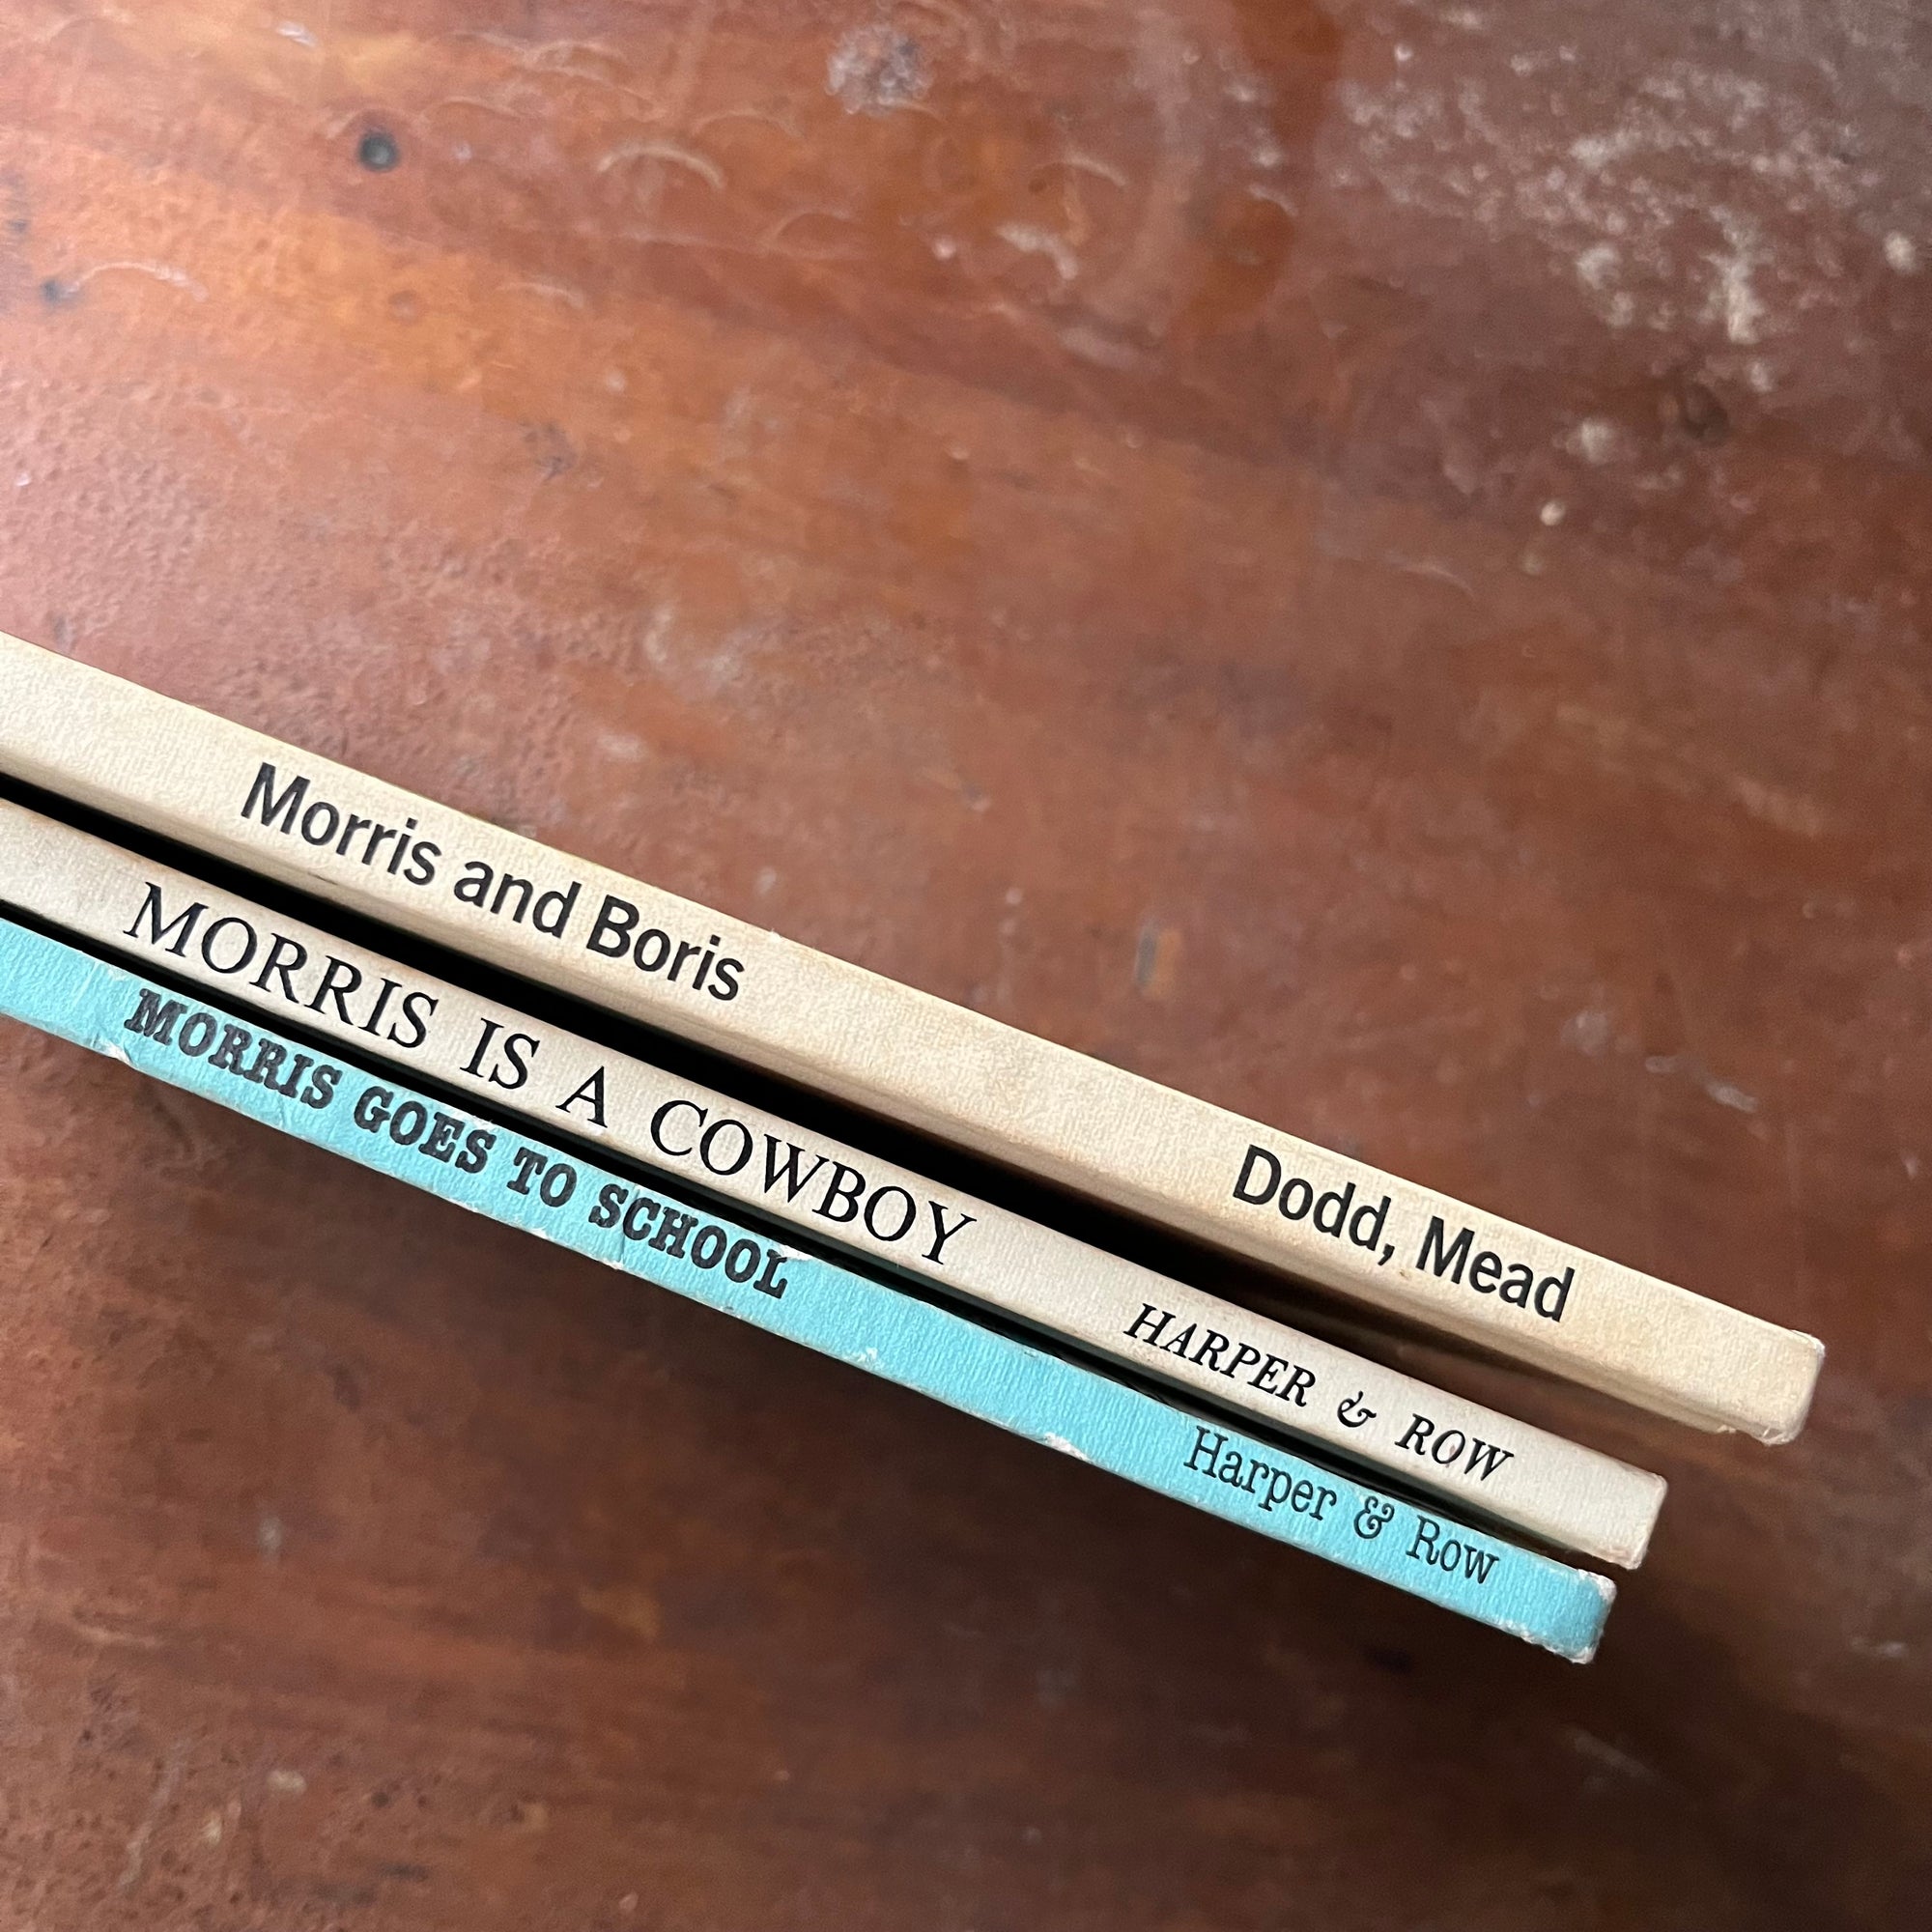 Morris and Boris Dodd, Mead
MORRIS IS A COWBOY HARPER & ROW
MORRIS GOES TO SCHOOL Harper & Row